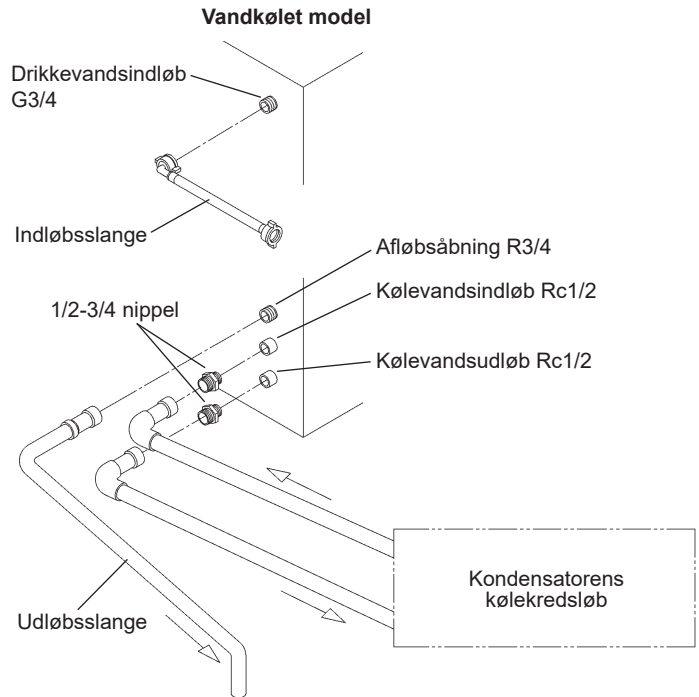 Vandkølet model
Drikkevandsindløb
G3/4
Indløbsslange
Afløbsåbning R3/4
1/2-3/4 nippel
Kølevandsindløb Rc1/2
Kølevandsudløb Rc1/2
Kondensatorens
kølekredsløb
Udløbsslange